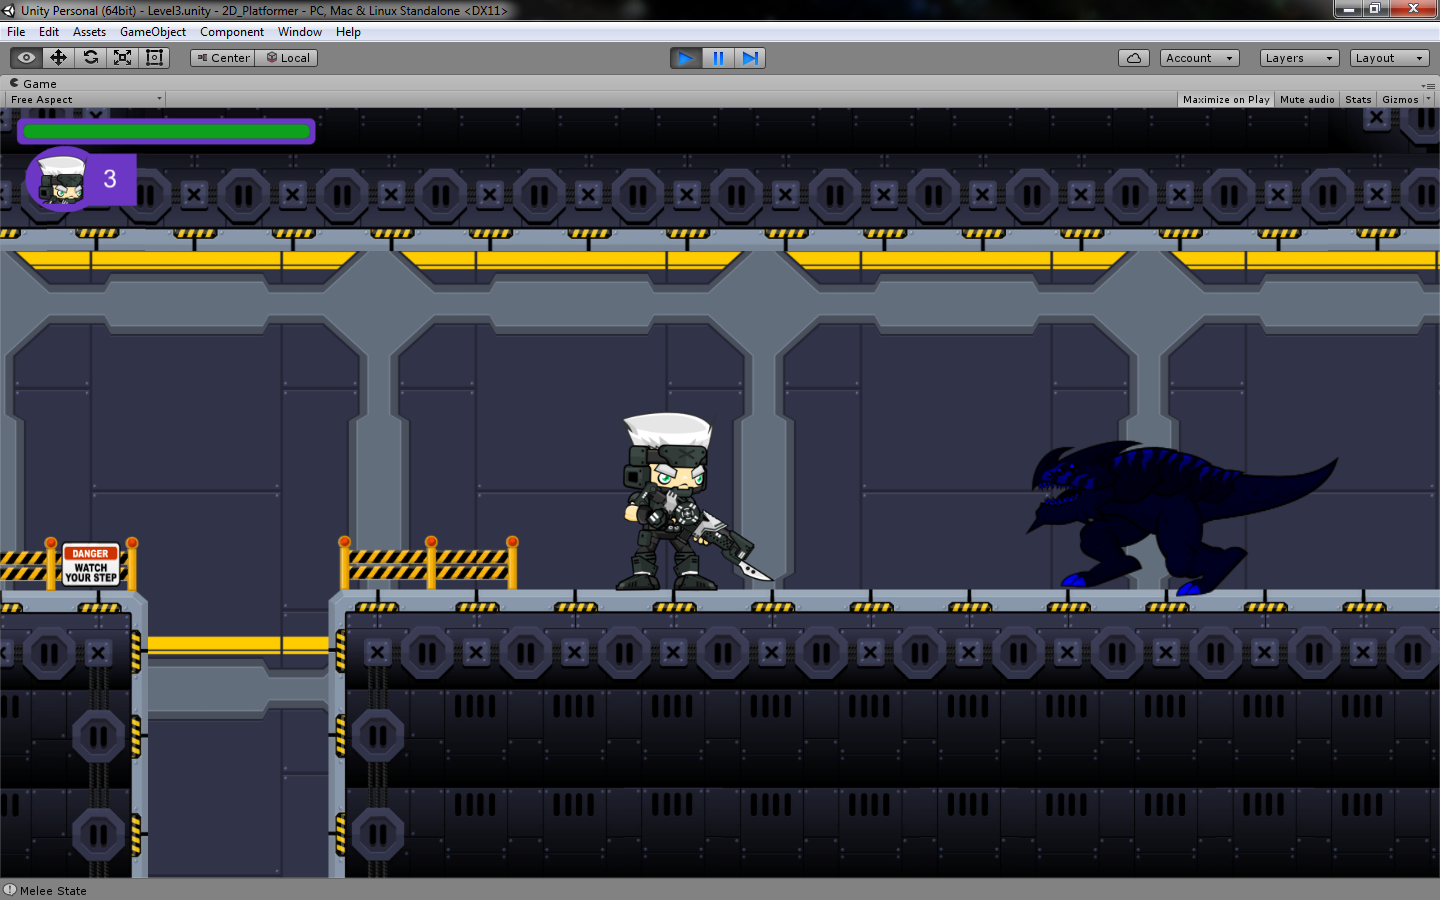 Unity Personal (64bit) - Level3.unity - 2D_Platformer - PC, Mac & Linux Standalone <DX11>
File Edit Assets GameObject Component Window Help
Center Local Account Layers Layout
Game
Free Aspect Maximize on Play Mute audio Stats Gizmos
3
DANGER
WATCH
YOUR STEP
Melee State